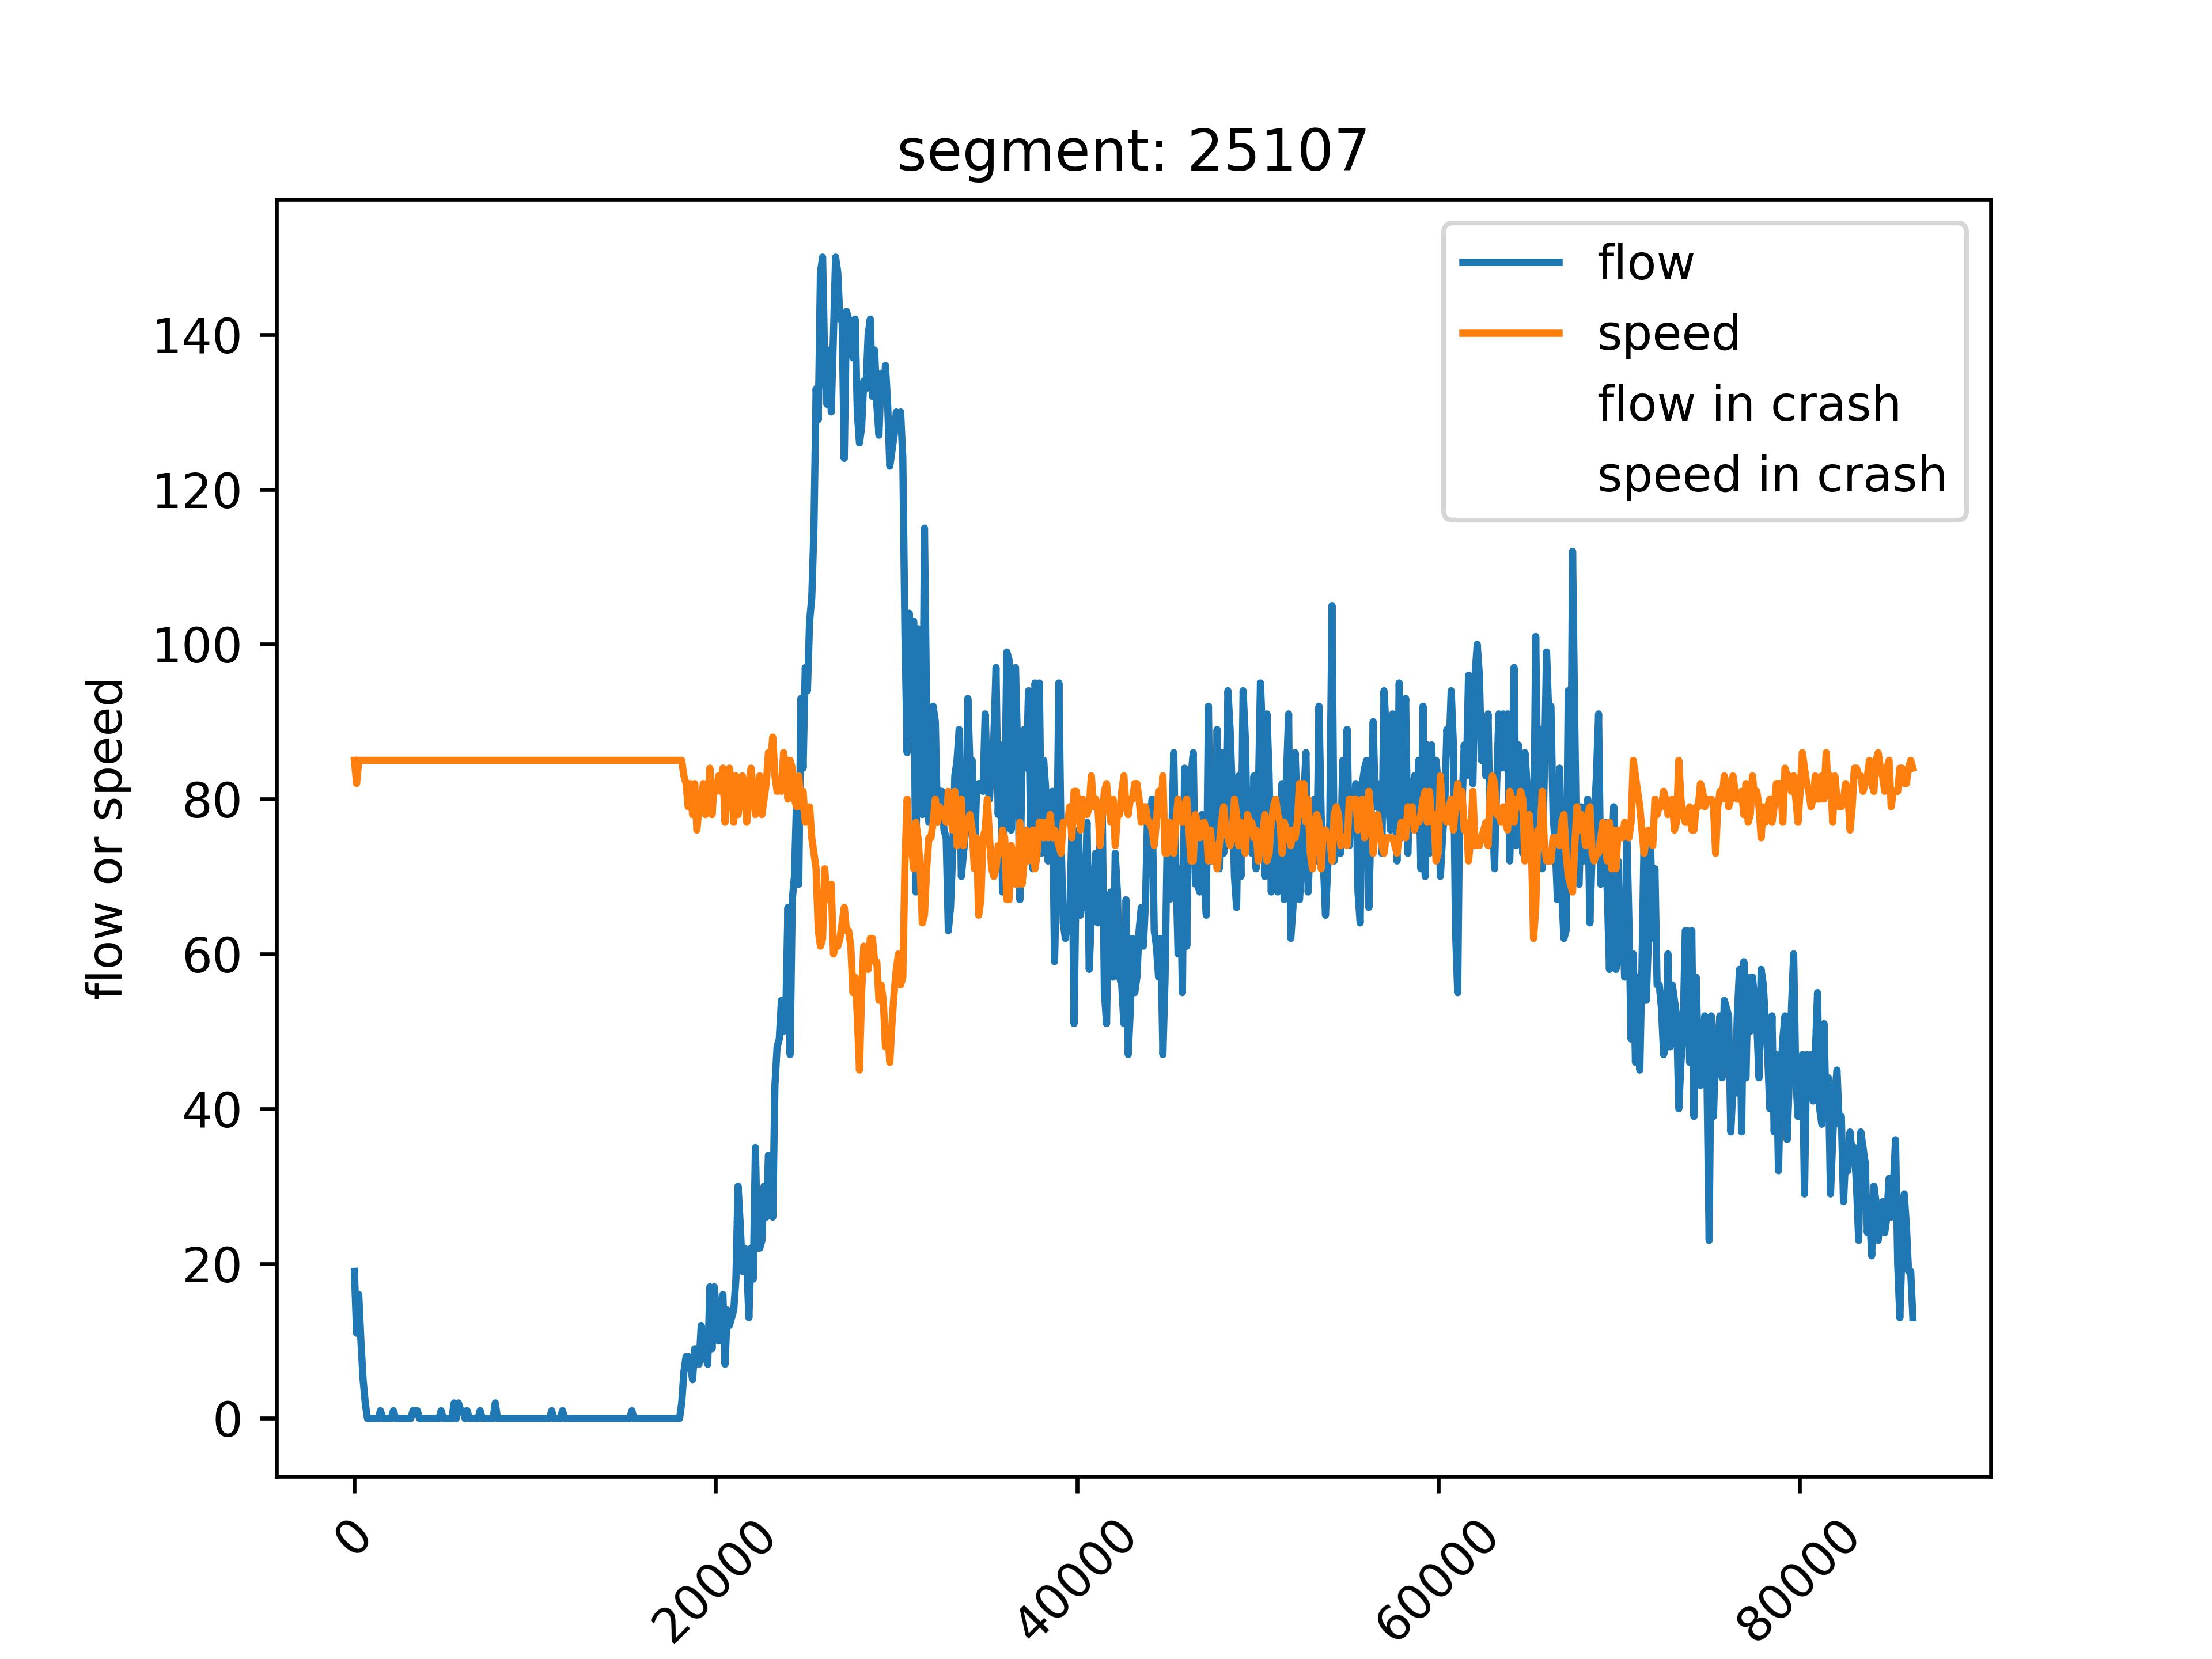 segment: 25107
flow
speed
flow in crash
speed in crash
flow or speed
140
120
100
80
60
40
20
0
0
20000
40000
60000
80000